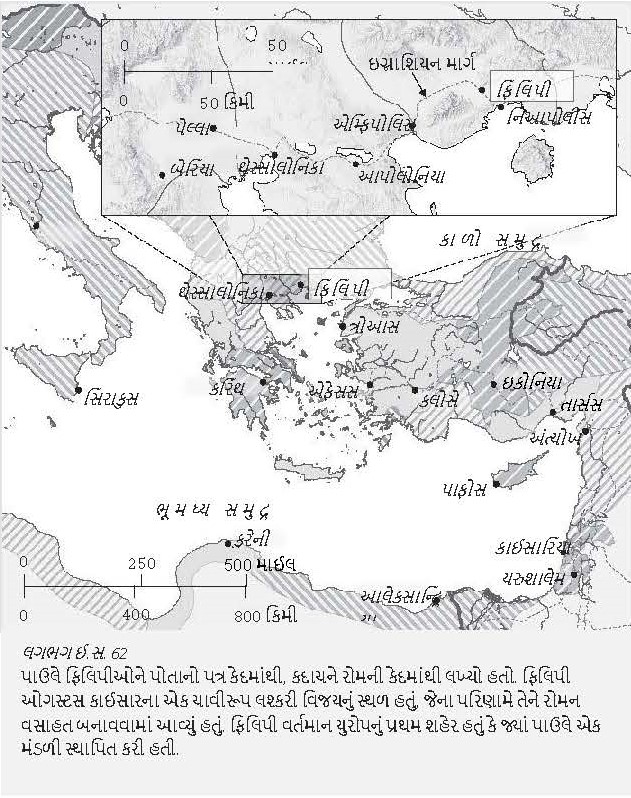 0 50
ઇગ્નાશિયન માર્ગ
ફિલિપી
0 50 કિમી
નિઆપોલીસ
પેલ્લા
એમ્ફિપોલિસ
બેરિયા
થેસ્સાલોનિકા
આપોલોનિયા
કાળો સમુદ્ર
થેસ્સાલોનિકા
ફિલિપી
ત્રોઆસ
કરિંથ
એફેસસ
કલોસે
ઇકોનિયા
સિરાકુસ
તાર્સસ
અંત્યોખ
પાફોસ
ભૂમધ્ય સમુદ્ર
કુરેની
કાઈસારિયા
0 250 500 માઈલ
યરુશાલેમ
આલેકસાન્દ્રિ
યા
0 400 800 કિમી
લગભગ ઈ.સ. 62
પાઉલે ફિલિપીઓને પોતાનો પત્ર કેદમાંથી, કદાચને રોમની કેદમાંથી લખ્યો હતો. ફિલિપી
ઓગસ્ટસ કાઈસારના એક ચાવીરૂપ લશ્કરી વિજયનું સ્થળ હતું, જેના પરિણામે તેને રોમન
વસાહત બનાવવામાં આવ્યું હતું. ફિલિપી વર્તમાન યુરોપનું પ્રથમ શહેર હતું કે જ્યાં પાઉલે એક
મંડળી સ્થાપિત કરી હતી.